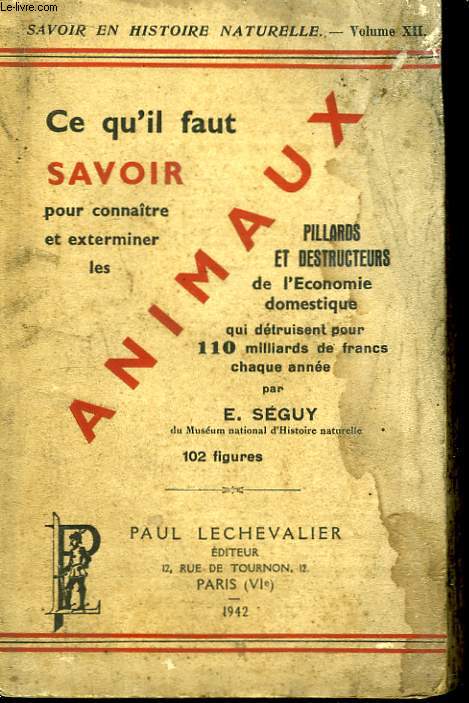 Le-livre.com
SAVOIR EN HISTOIRE NATURELLE. — Volume XII.
Ce qu'il faut
SAVOIR
pour connaître
et exterminer
les
ANIMAUX
PILLARDS
ET DESTRUCTEURS
de l'Economie
domestique
qui détruisent pour
110 milliards de francs
chaque année
par
E. SÉGUY
du Muséum national d'Histoire naturelle
102 figures
PAUL LECHEVALIER
ÉDITEUR
12, RUE DE TOURNON, 12.
PARIS (VIe)
1942